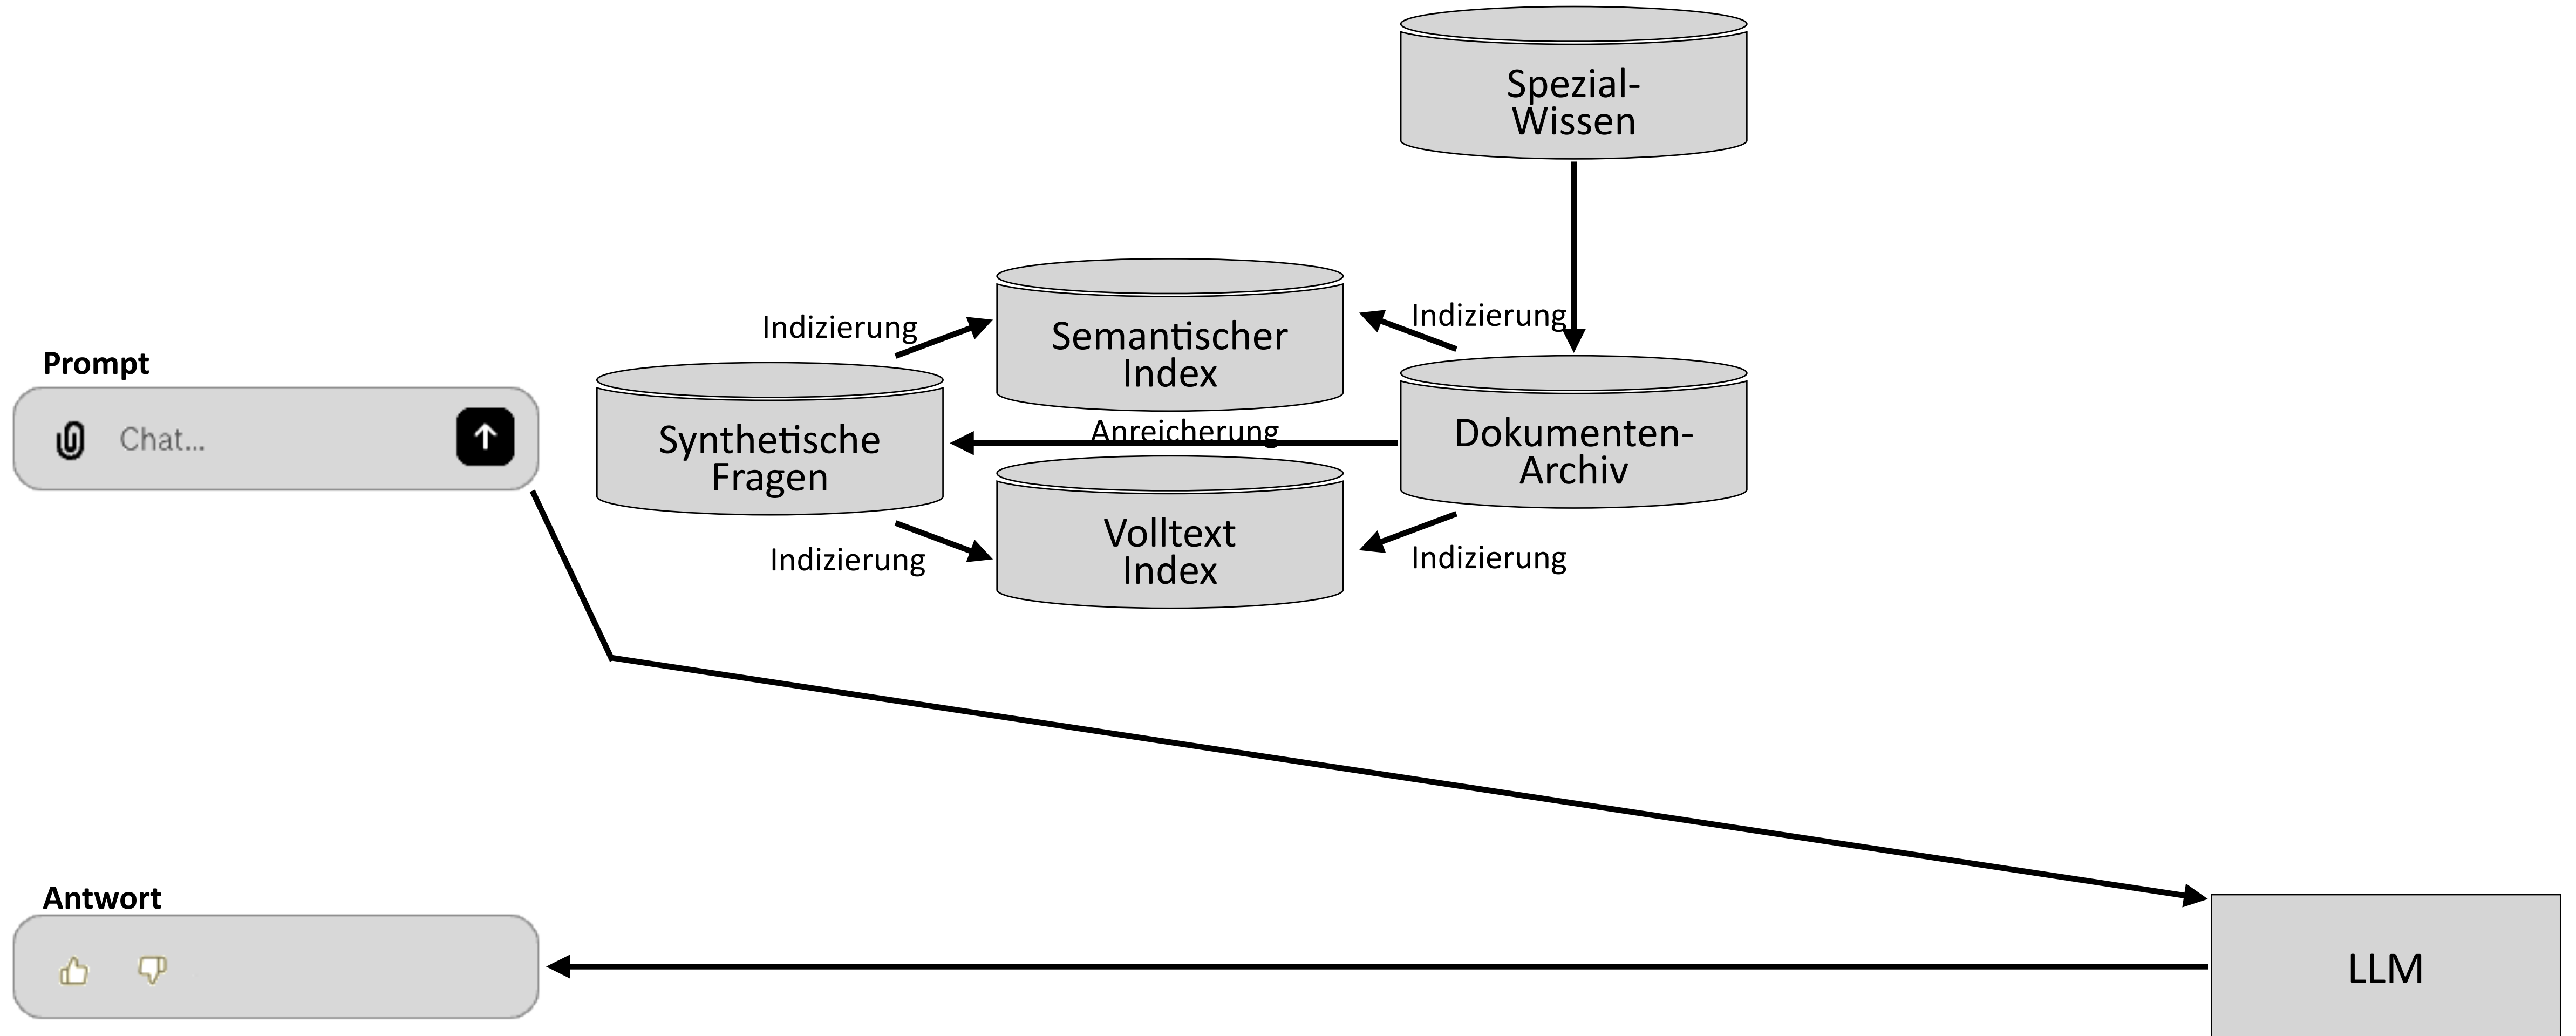 Spezial-
Wissen
Indizierung
Indizierung
Semantischer
Index
Prompt
Chat...
Synthetische
Fragen
Anreicherung
Dokumenten-
Archiv
Volltext
Index
Indizierung
Indizierung
Antwort
LLM